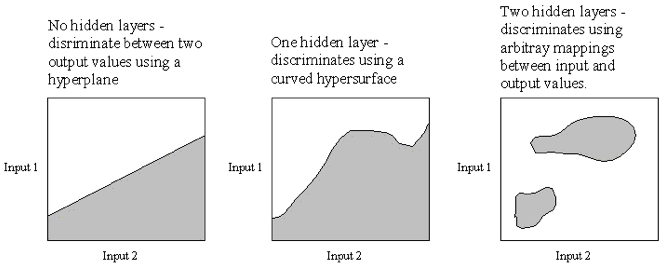 No hidden layers -
disriminate between two
output values using a
hyperplane
One hidden layer -
discriminates using a
curved hypersurface
Two hidden layers -
discriminates using
arbitray mappings
between input and
output values.
Input 1
Input 2
Input 1
Input 2
Input 1
Input 2